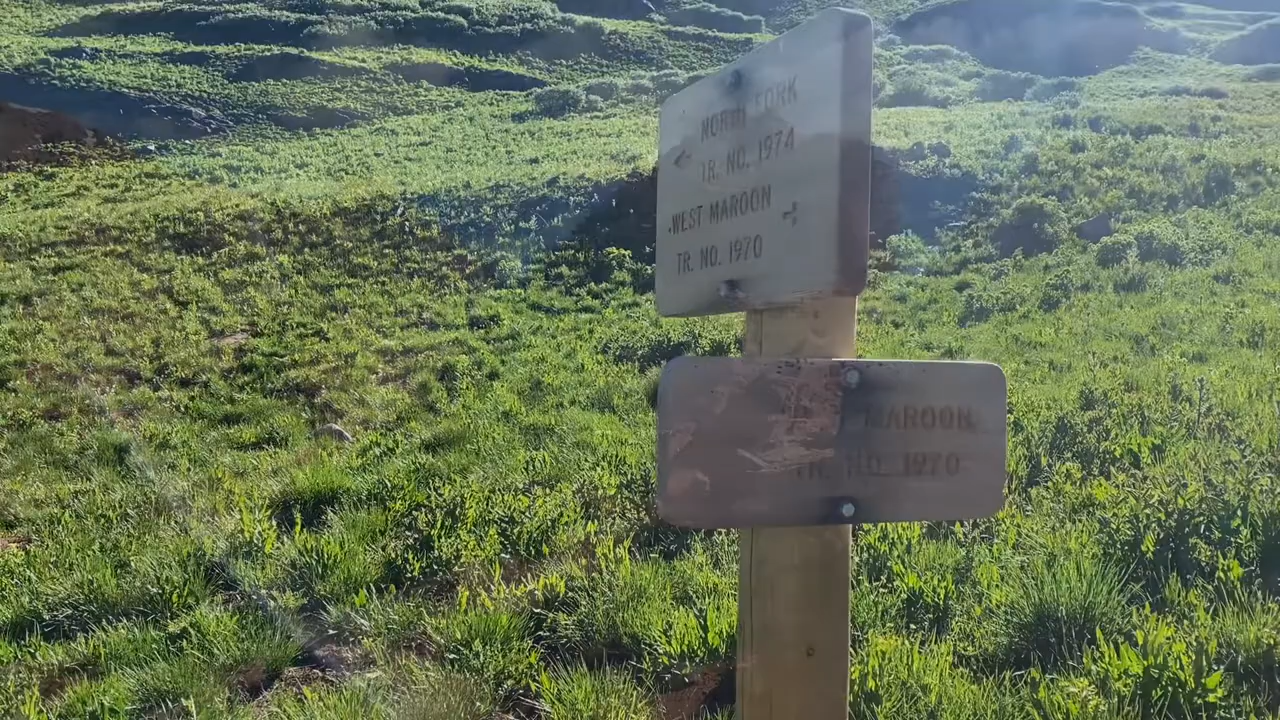 NORTH FORK
TR. NO. 1974
WEST MAROON
TR. NO. 1970
MAROON
TR. NO. 1970